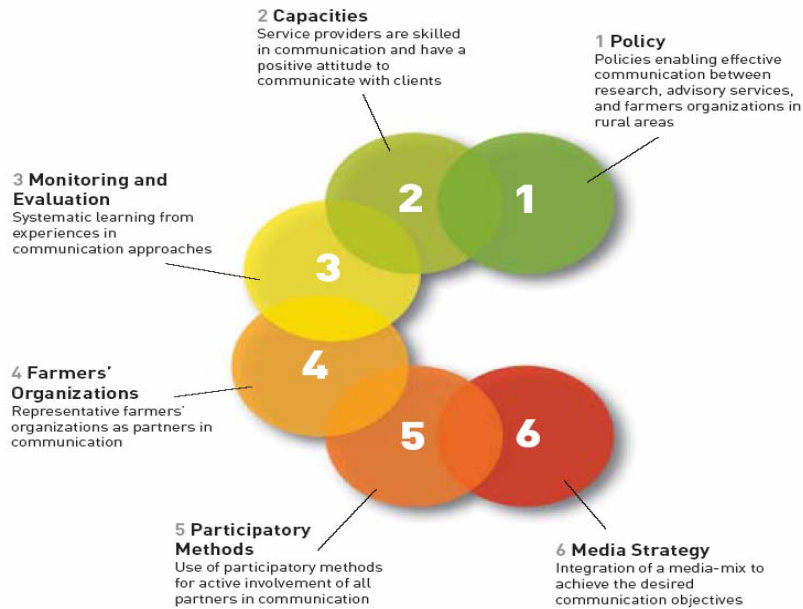 1 Policy
Policies enabling effective
communication between
research, advisory services,
and farmers organizations in
rural areas
2 Capacities
Service providers are skilled
in communication and have a
positive attitude to
communicate with clients
3 Monitoring and
Evaluation
Systematic learning from
experiences in
communication approaches
4 Farmers'
Organizations
Representative farmers'
organizations as partners in
communication
5 Participatory
Methods
Use of participatory methods
for active involvement of all
partners in communication
6 Media Strategy
Integration of a media-mix to
achieve the desired
communication objectives
1
2
3
4
5
6